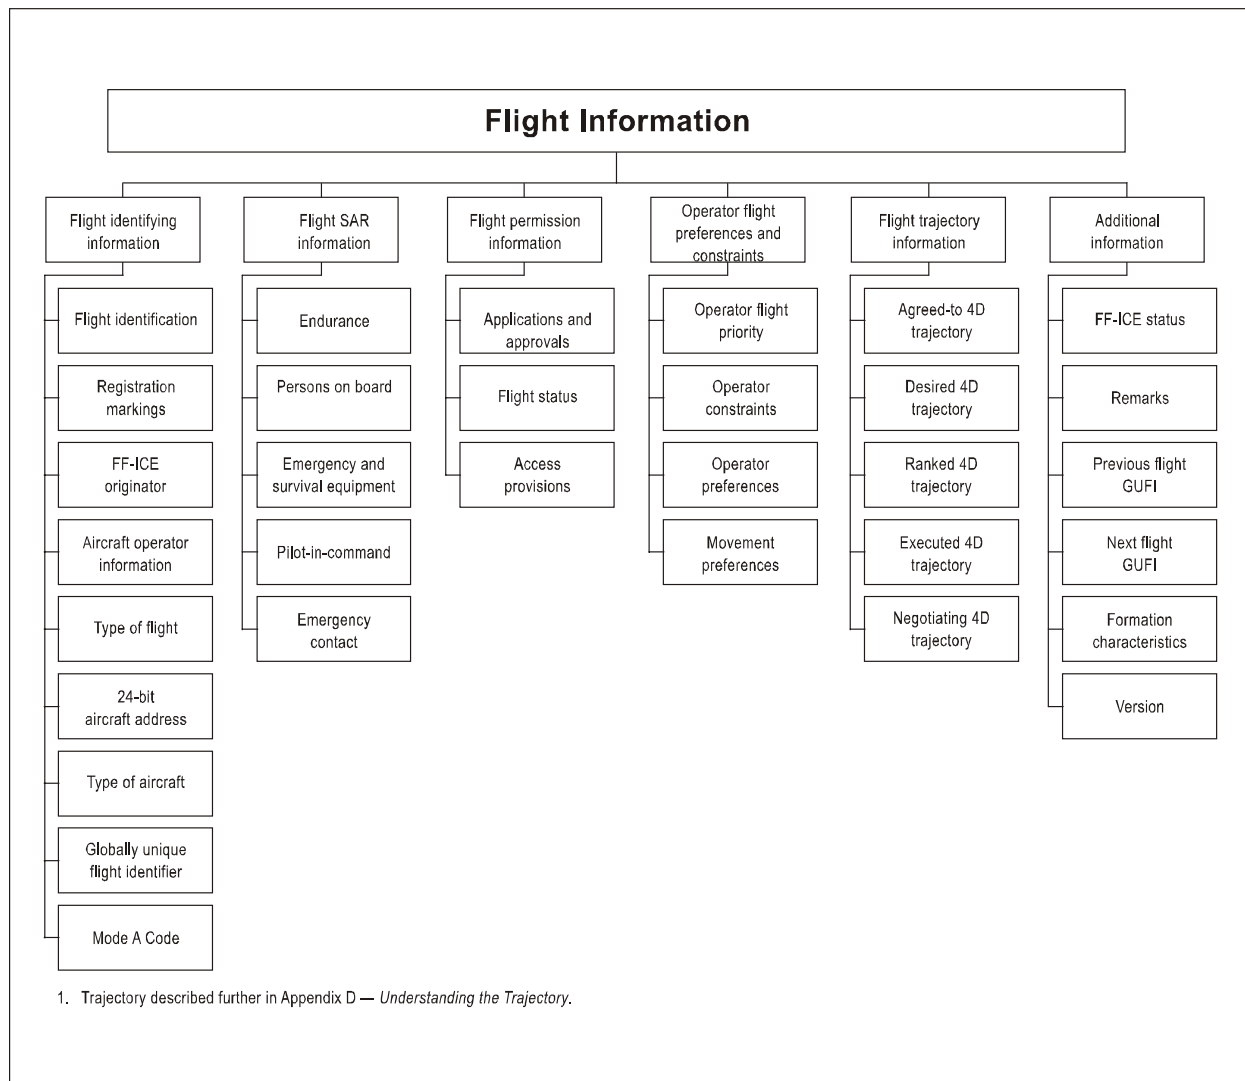 Flight Information
Flight identifying
information
Flight identification
Registration
markings
FF-ICE
originator
Aircraft operator
information
Type of flight
24-bit
aircraft address
Type of aircraft
Globally unique
flight identifier
Mode A Code
Flight SAR
information
Endurance
Persons on board
Emergency and
survival equipment
Pilot-in-command
Emergency
contact
Flight permission
information
Applications and
approvals
Flight status
Access
provisions
Operator flight
preferences and
constraints
Operator flight
priority
Operator
constraints
Operator
preferences
Movement
preferences
Flight trajectory
information
Agreed-to 4D
trajectory
Desired 4D
trajectory
Ranked 4D
trajectory
Executed 4D
trajectory
Negotiating 4D
trajectory
Additional
information
FF-ICE status
Remarks
Previous flight
GUFI
Next flight
GUFI
Formation
characteristics
Version
1. Trajectory described further in Appendix D — Understanding the Trajectory.